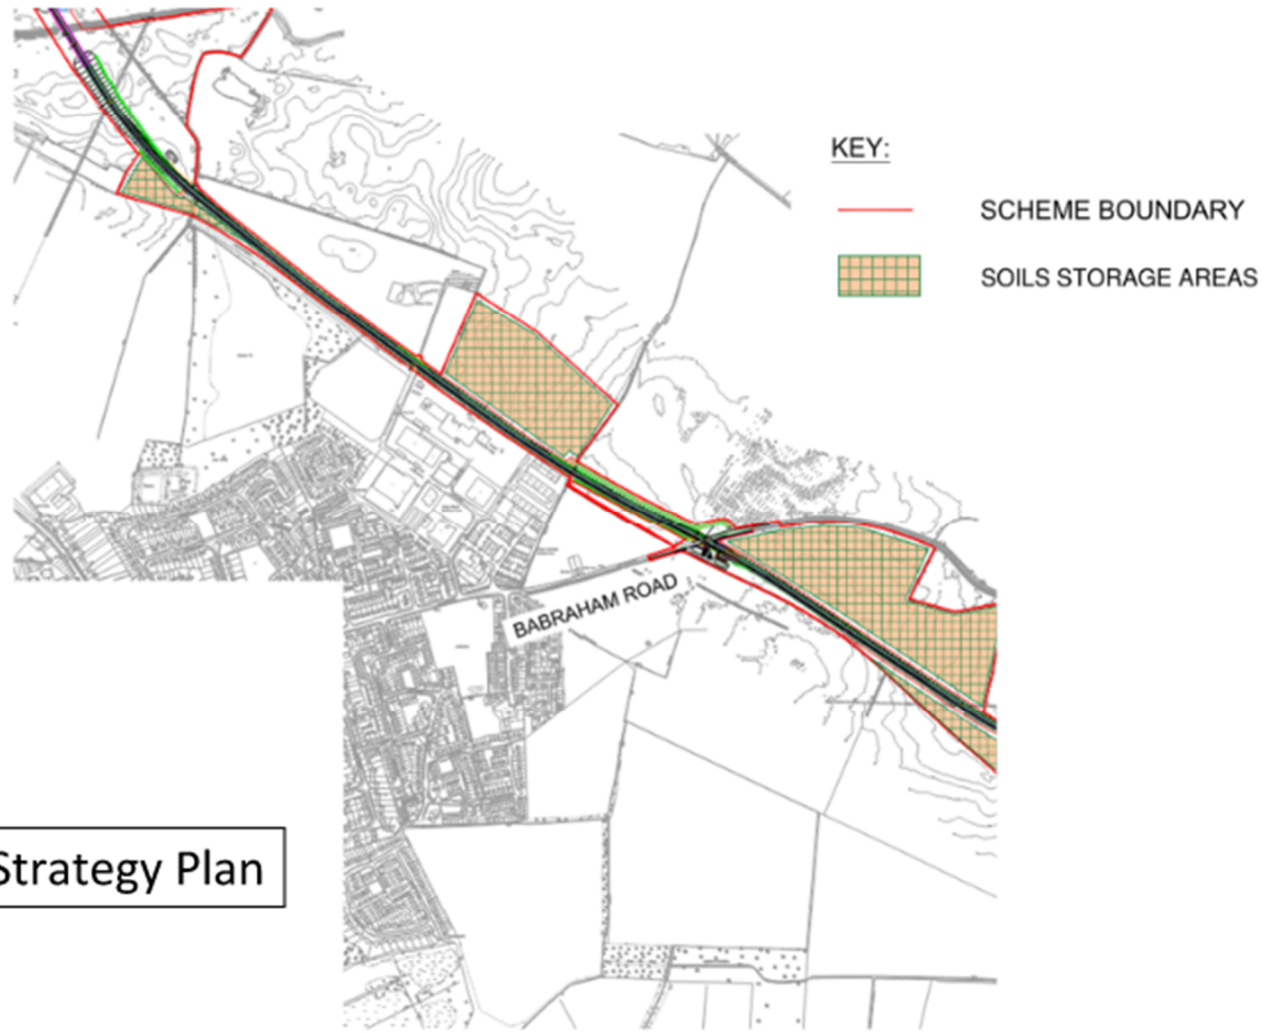 KEY:
SCHEME BOUNDARY
SOILS STORAGE AREAS
BABRAHAM ROAD
Strategy Plan